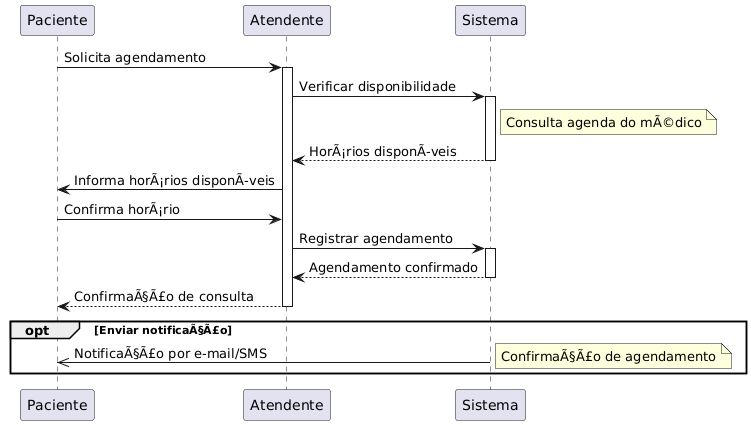 Paciente
Atendente
Sistema
Solicita agendamento
Verificar disponibilidade
Consulta agenda do mÃ©dico
HorÃ¡rios disponÃ­veis
Informa horÃ¡rios disponÃ­veis
Confirma horÃ¡rio
Registrar agendamento
Agendamento confirmado
ConfirmaÃ§Ã£o de consulta
opt [Enviar notificaÃ§Ã£o]
NotificaÃ§Ã£o por e-mail/SMS
ConfirmaÃ§Ã£o de agendamento
Paciente
Atendente
Sistema